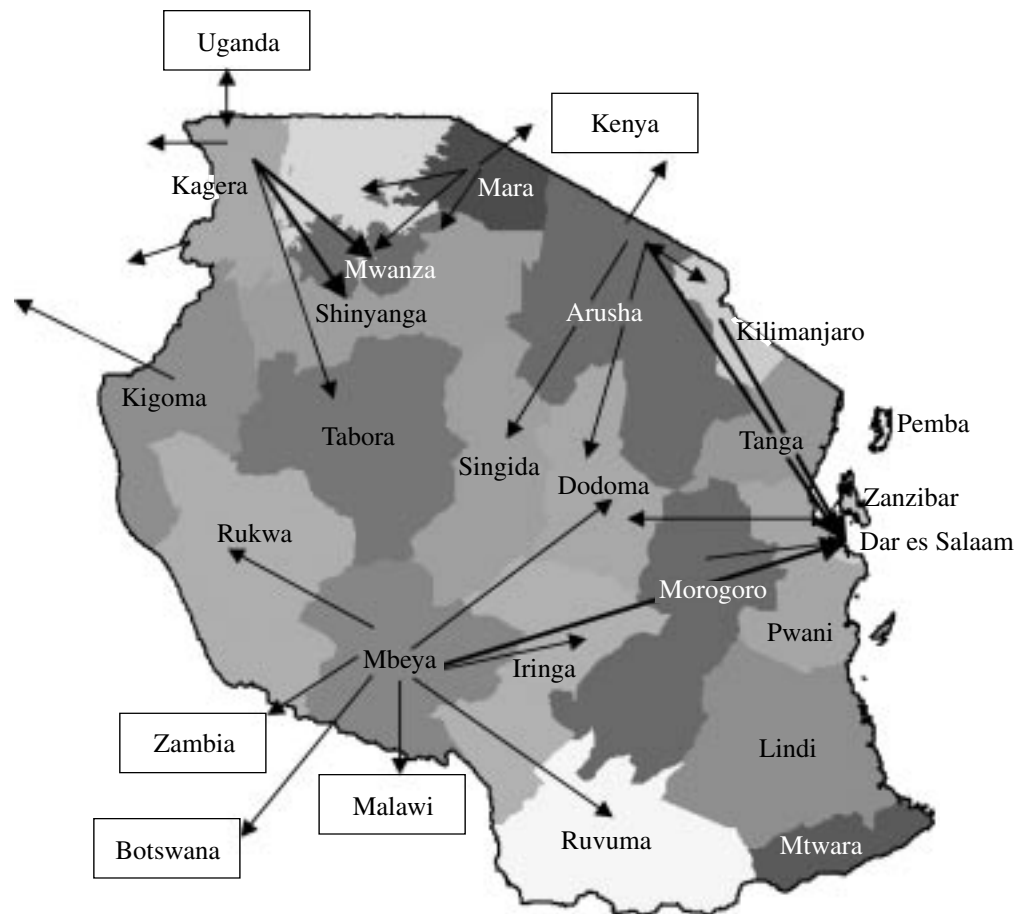 Uganda
Kenya
Kagera
Mara
Mwanza
Shinyanga
Arusha
Kilimanjaro
Kigoma
Tabora
Tanga
Pemba
Singida
Dodoma
Zanzibar
Rukwa
Dar es Salaam
Morogoro
Pwani
Mbeya
Iringa
Zambia
Lindi
Malawi
Botswana
Ruvuma
Mtwara